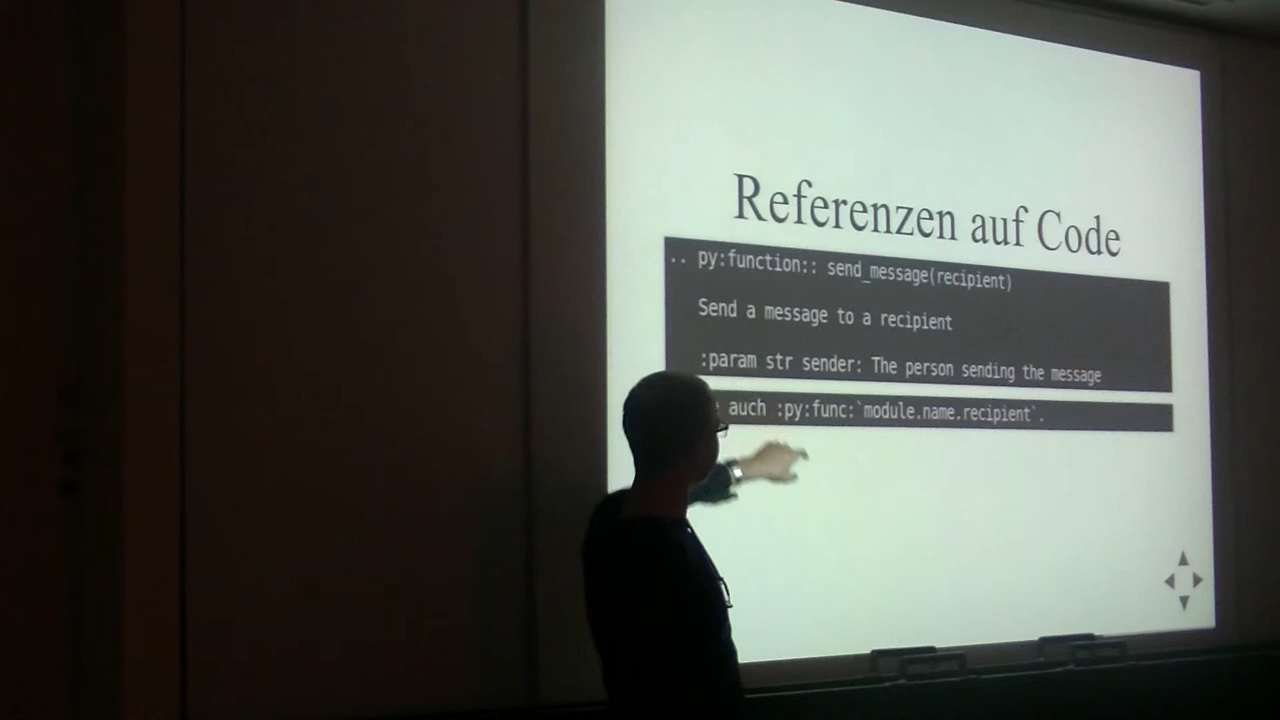 Referenzen auf Code
.. py:function:: send_message(recipient)
Send a message to a recipient
:param str sender: The person sending the message
auch :py:func:`module.name.recipient`.